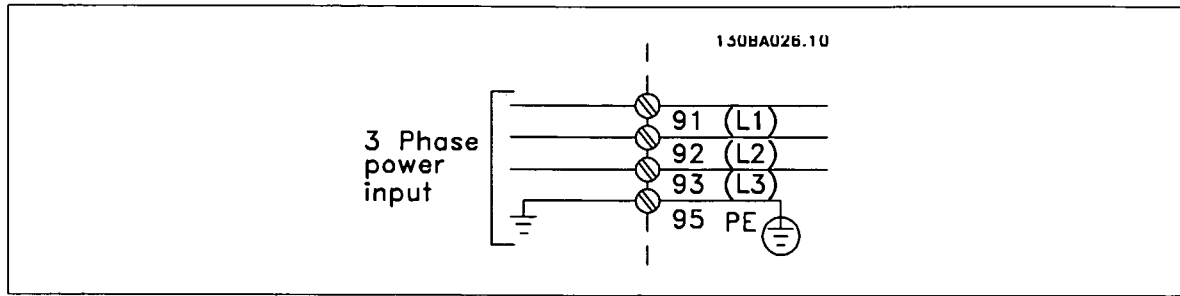 130BA026.10
3 Phase
power
input
91 (L1)
92 (L2)
93 (L3)
95 PE